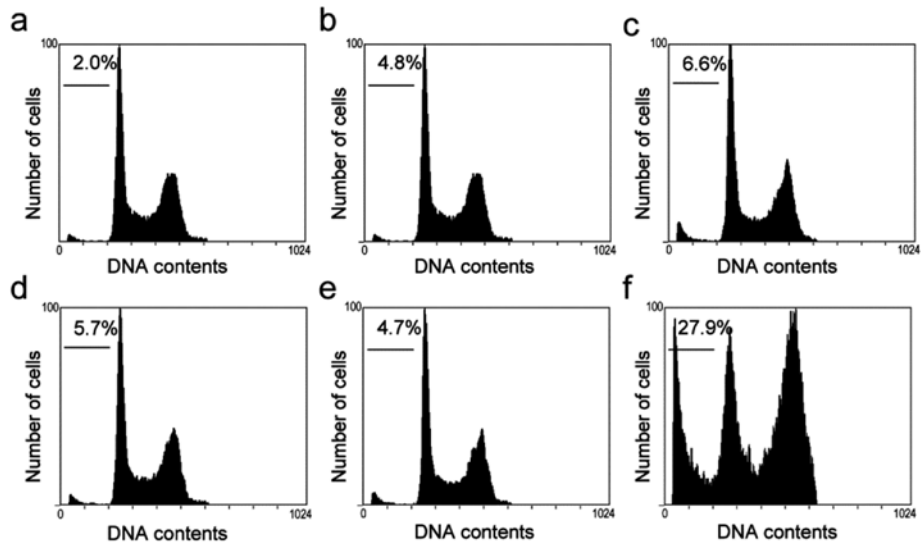 a
100
2.0%
Number of cells
0
1024
DNA contents
b
100
4.8%
Number of cells
0
1024
DNA contents
c
100
6.6%
Number of cells
0
1024
DNA contents
d
100
5.7%
Number of cells
0
1024
DNA contents
e
100
4.7%
Number of cells
0
1024
DNA contents
f
100
27.9%
Number of cells
0
1024
DNA contents